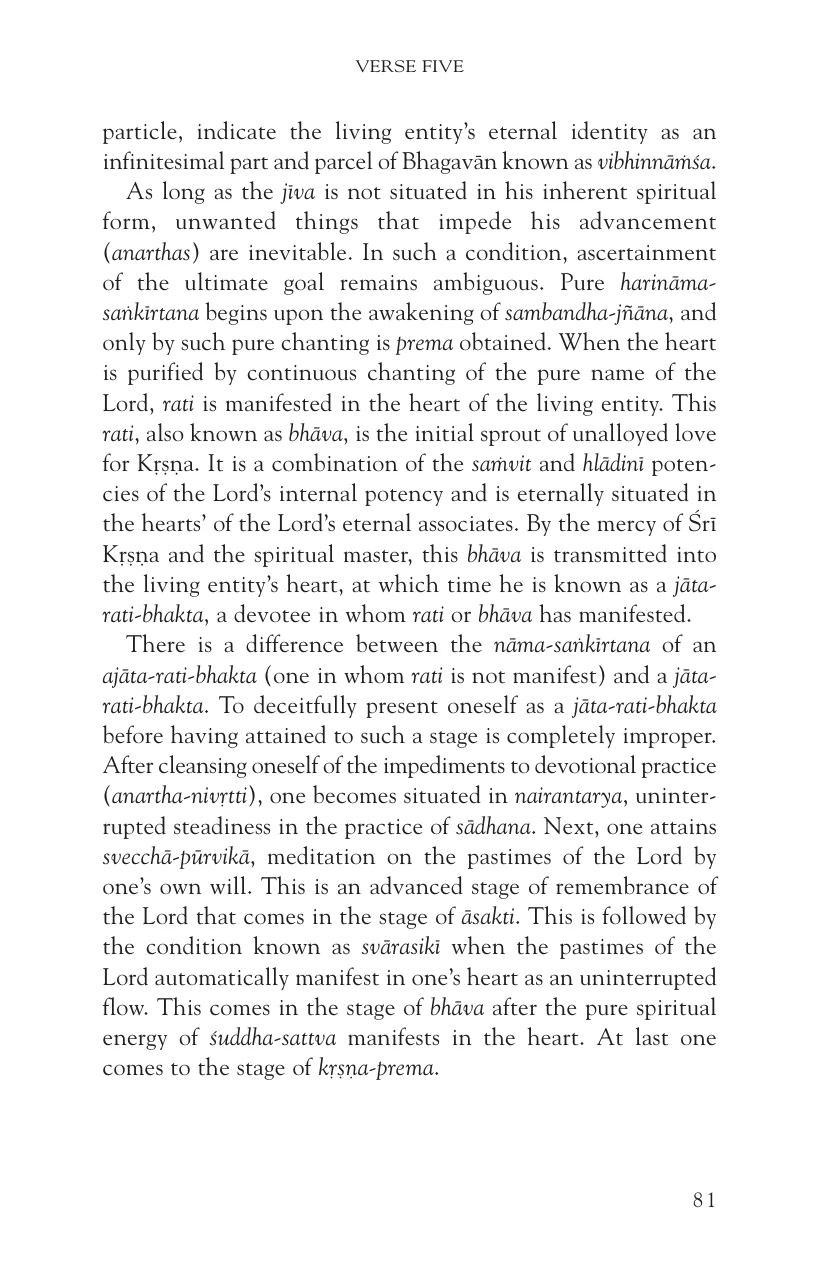 VERSE FIVE
particle, indicate the living entity’s eternal identity as an
infinitesimal part and parcel of Bhagavān known as vibhinnāṁśa.
As long as the jīva is not situated in his inherent spiritual
form, unwanted things that impede his advancement
(anarthas) are inevitable. In such a condition, ascertainment
of the ultimate goal remains ambiguous. Pure harināma-
saṅkīrtana begins upon the awakening of sambandha-jñāna, and
only by such pure chanting is prema obtained. When the heart
is purified by continuous chanting of the pure name of the
Lord, rati is manifested in the heart of the living entity. This
rati, also known as bhāva, is the initial sprout of unalloyed love
for Kṛṣṇa. It is a combination of the saṁvit and hlādinī poten-
cies of the Lord’s internal potency and is eternally situated in
the hearts’ of the Lord’s eternal associates. By the mercy of Śrī
Kṛṣṇa and the spiritual master, this bhāva is transmitted into
the living entity’s heart, at which time he is known as a jāta-
rati-bhakta, a devotee in whom rati or bhāva has manifested.
There is a difference between the nāma-saṅkīrtana of an
ajāta-rati-bhakta (one in whom rati is not manifest) and a jāta-
rati-bhakta. To deceitfully present oneself as a jāta-rati-bhakta
before having attained to such a stage is completely improper.
After cleansing oneself of the impediments to devotional practice
(anartha-nivṛtti), one becomes situated in nairantarya, uninter-
rupted steadiness in the practice of sādhana. Next, one attains
svecchā-pūrvikā, meditation on the pastimes of the Lord by
one’s own will. This is an advanced stage of remembrance of
the Lord that comes in the stage of āsakti. This is followed by
the condition known as svārasikī when the pastimes of the
Lord automatically manifest in one’s heart as an uninterrupted
flow. This comes in the stage of bhāva after the pure spiritual
energy of śuddha-sattva manifests in the heart. At last one
comes to the stage of kṛṣṇa-prema.
81